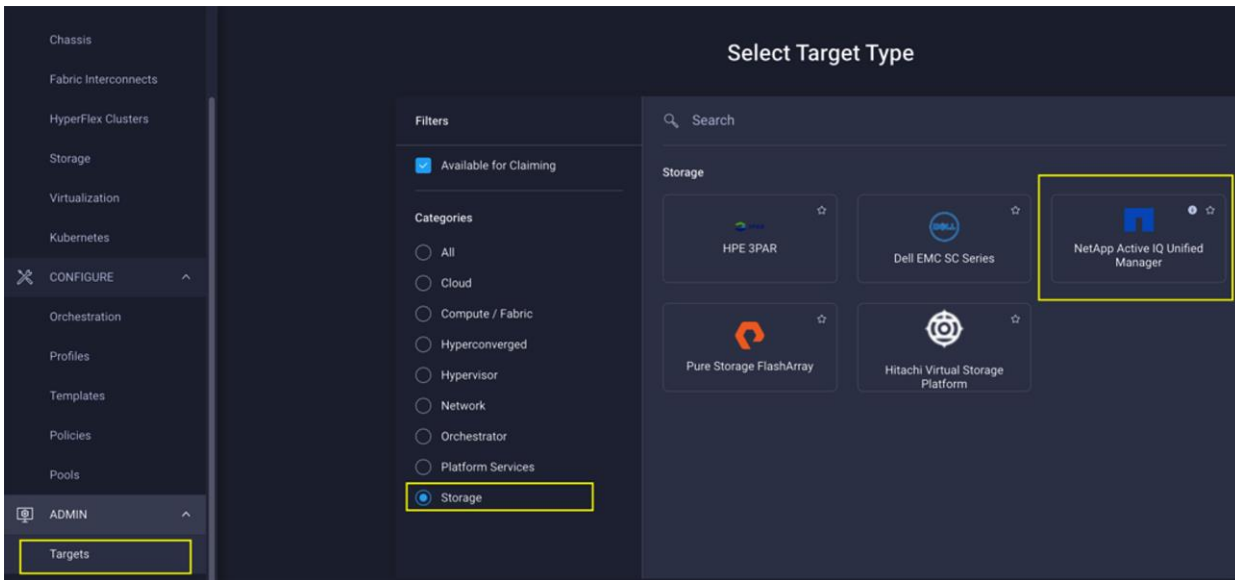 Chassis
Fabric Interconnects
HyperFlex Clusters
Storage
Virtualization
Kubernetes
CONFIGURE
Orchestration
Profiles
Templates
Policies
Pools
ADMIN
Targets
Select Target Type
Filters
Available for Claiming
Categories
All
Cloud
Compute / Fabric
Hyperconverged
Hypervisor
Network
Orchestrator
Platform Services
Storage
Search
Storage
HPE 3PAR
DELL
Dell EMC SC Series
NetApp Active IQ Unified
Manager
Pure Storage FlashArray
Hitachi Virtual Storage
Platform